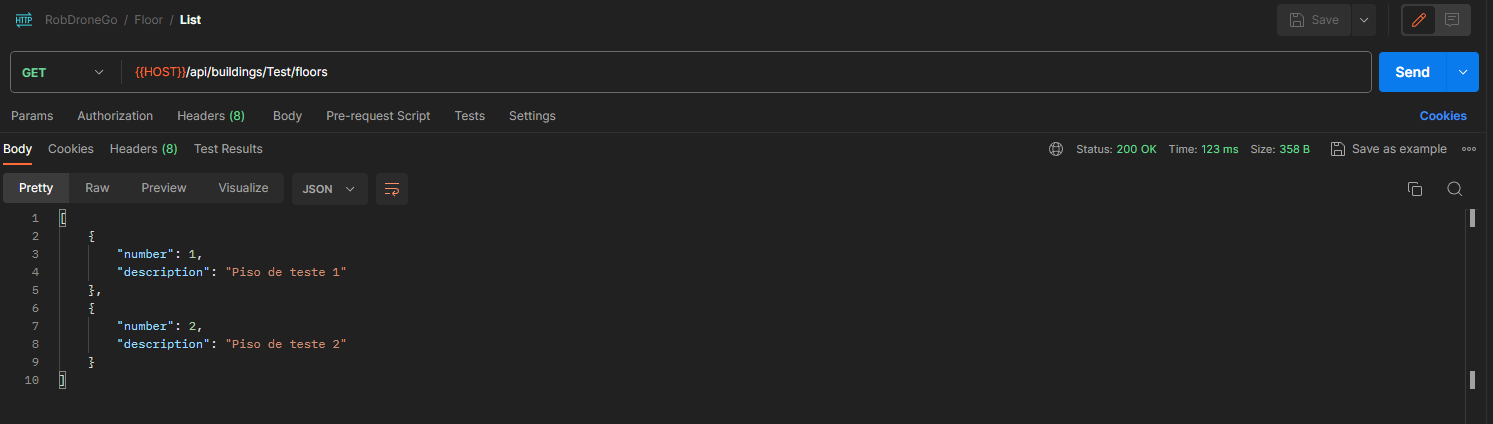 HTTP RobDroneGo / Floor / List Save
GET {{HOST}}/api/buildings/Test/floors Send
Params Authorization Headers (8) Body Pre-request Script Tests Settings Cookies
Body Cookies Headers (8) Test Results Status: 200 OK Time: 123 ms Size: 358 B Save as example
Pretty Raw Preview Visualize JSON
1 [
2 {
3 "number": 1,
4 "description": "Piso de teste 1"
5 },
6 {
7 "number": 2,
8 "description": "Piso de teste 2"
9 }
10 ]